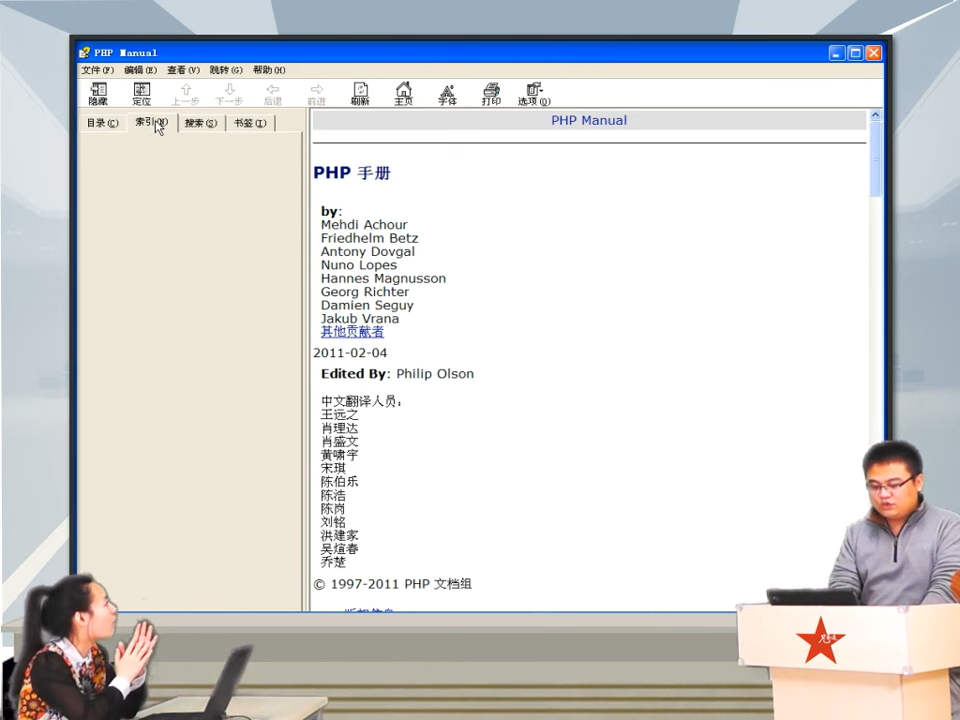 PHP Manual
文件(F) 编辑(E) 查看(V) 跳转(G) 帮助(H)
隐藏 定位 上一步 下一步 后退 前进 刷新 主页 字体 打印 选项(O)
目录(C) 索引(N) 搜索(S) 书签(I)
PHP Manual
PHP 手册
by:
Mehdi Achour
Friedhelm Betz
Antony Dovgal
Nuno Lopes
Hannes Magnusson
Georg Richter
Damien Seguy
Jakub Vrana
其他贡献者
2011-02-04
Edited By: Philip Olson
中文翻译人员:
王远之
肖理达
肖盛文
黄啸宇
宋琪
陈伯乐
陈浩
陈岗
刘铭
洪建家
吴煊春
乔楚
© 1997-2011 PHP 文档组
版权信息